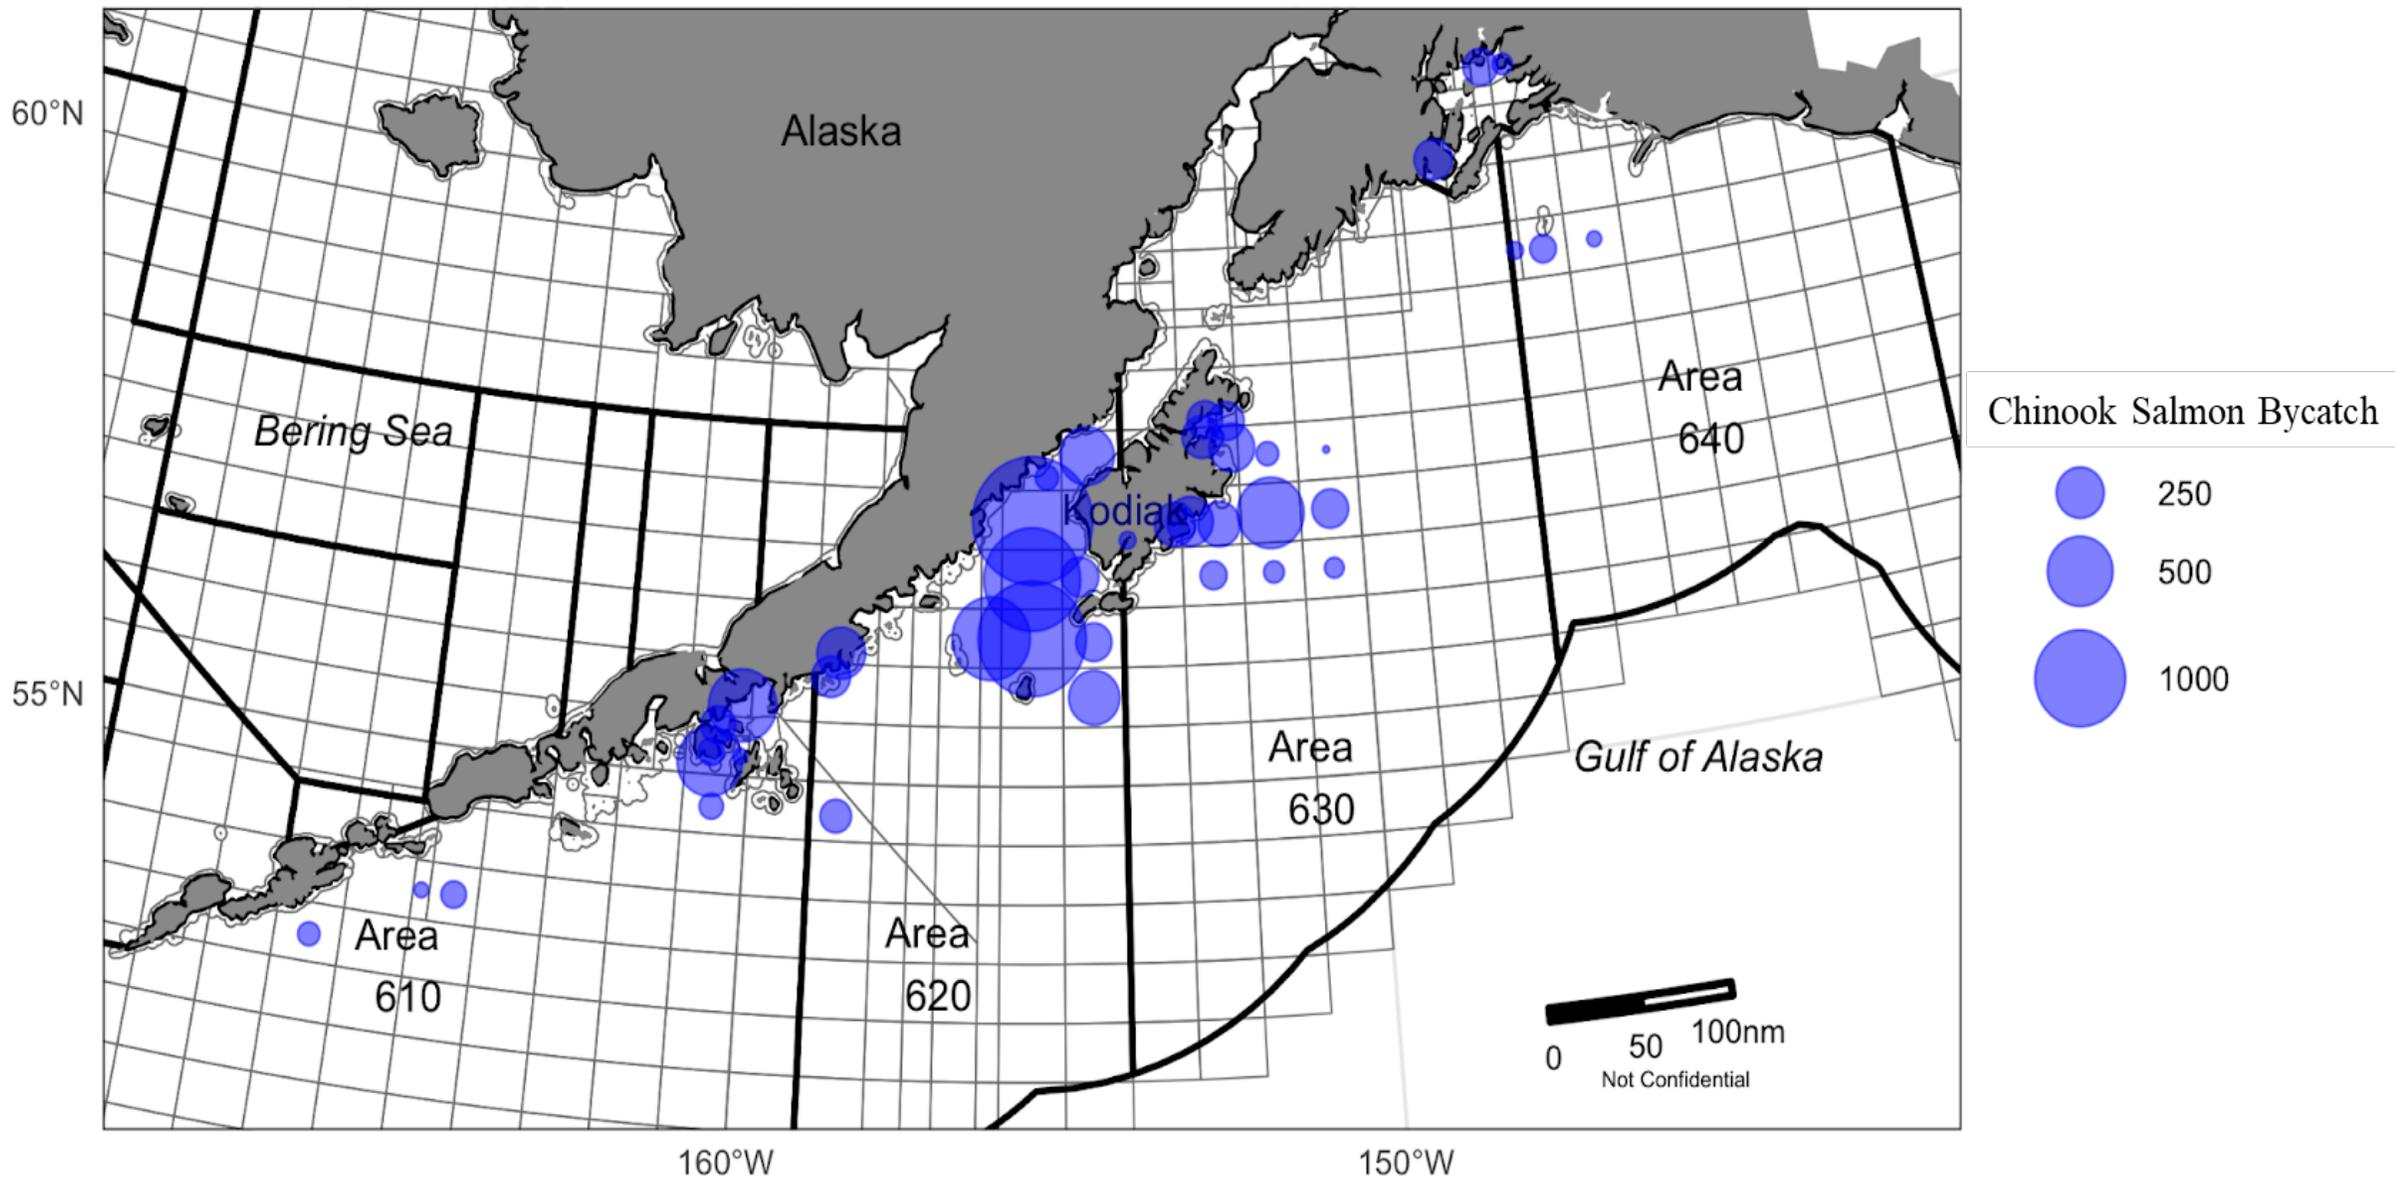 60°N
Alaska
Bering Sea
Area
640
Chinook Salmon Bycatch
250
500
1000
Kodiak
55°N
Area
630
Gulf of Alaska
Area
610
Area
620
0 50 100nm
Not Confidential
160°W 150°W